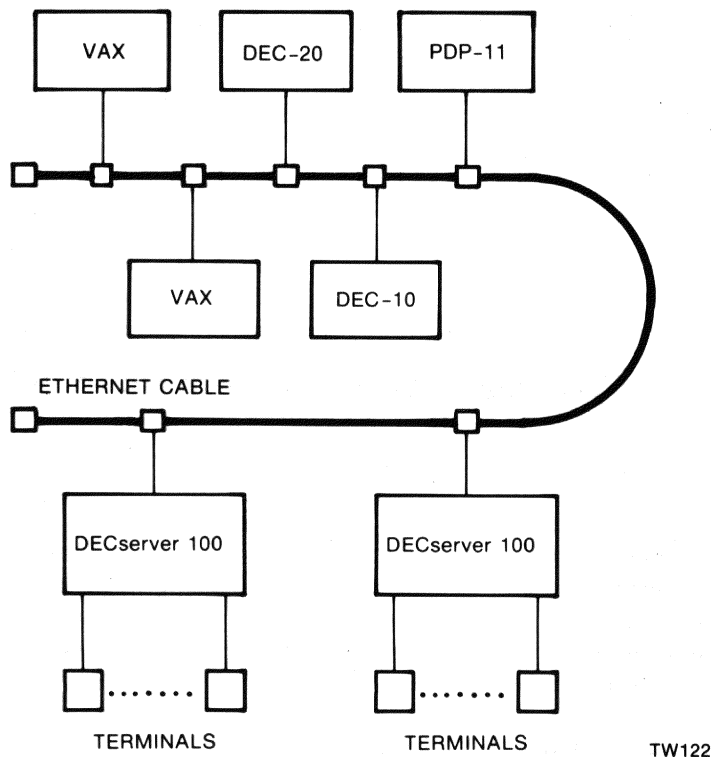 VAX
DEC-20
PDP-11
VAX
DEC-10
ETHERNET CABLE
DECserver 100
DECserver 100
TERMINALS
TERMINALS
TW122